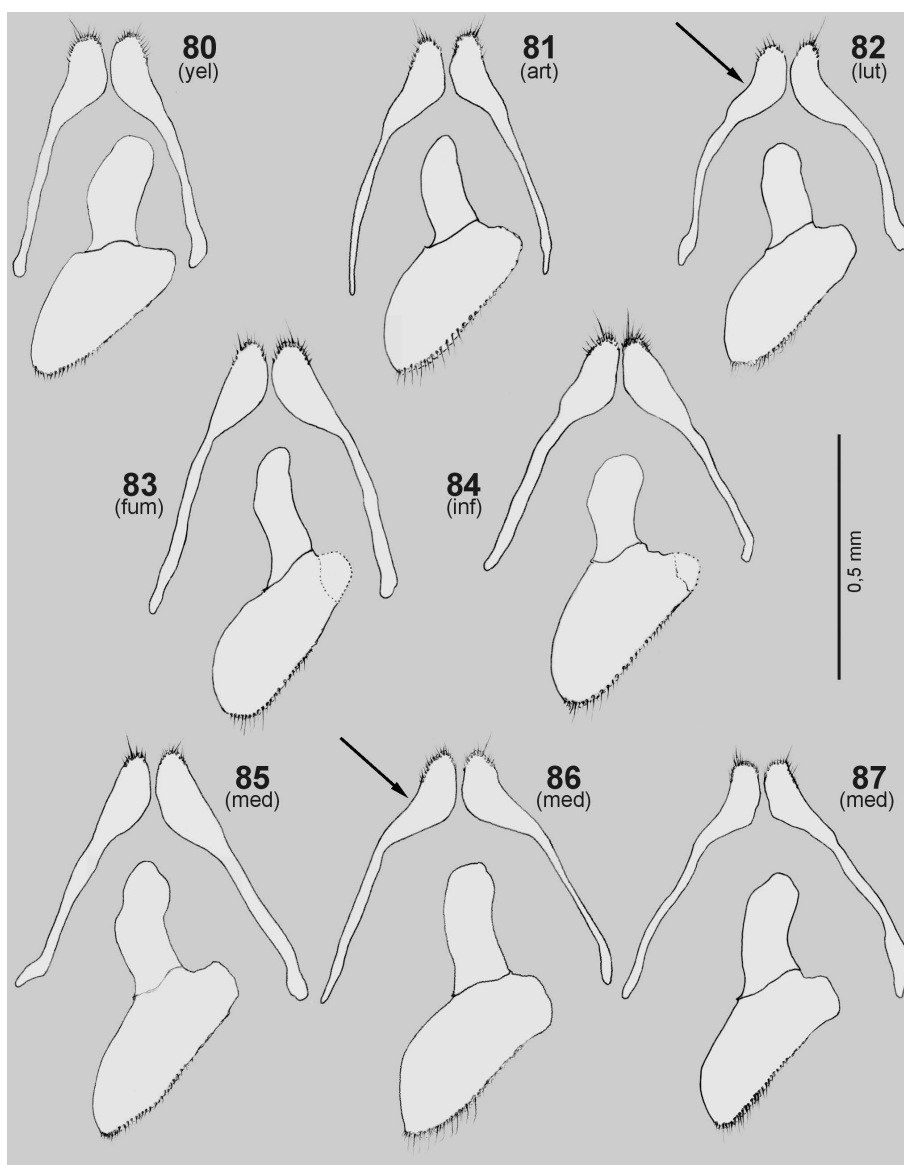 80
(yel)
81
(art)
82
(lut)
83
(fum)
84
(inf)
0,5 mm
85
(med)
86
(med)
87
(med)